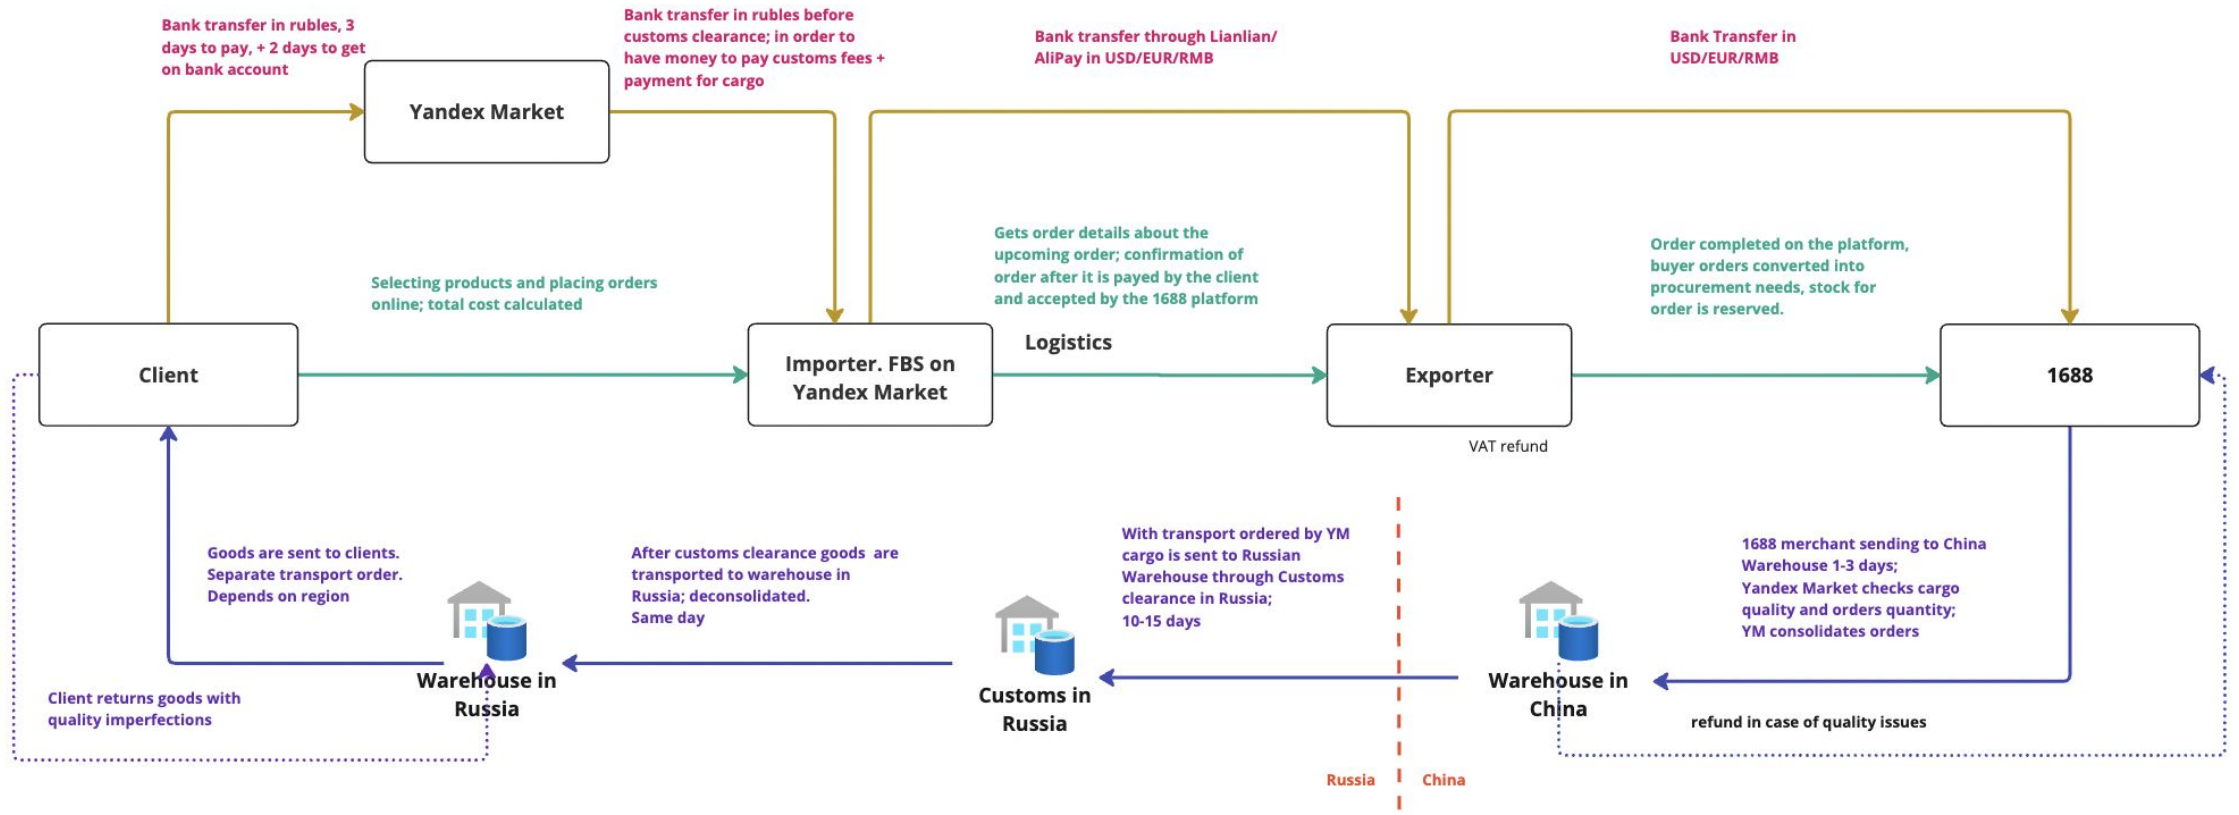 Bank transfer in rubles, 3
days to pay, + 2 days to get
on bank account
Bank transfer in rubles before
customs clearance; in order to
have money to pay customs fees +
payment for cargo
Bank transfer through Lianlian/
AliPay in USD/EUR/RMB
Bank Transfer in
USD/EUR/RMB
Yandex Market
Selecting products and placing orders
online; total cost calculated
Gets order details about the
upcoming order; confirmation of
order after it is payed by the client
and accepted by the 1688 platform
Order completed on the platform,
buyer orders converted into
procurement needs, stock for
order is reserved.
Client
Importer. FBS on
Yandex Market
Logistics
Exporter
1688
VAT refund
Goods are sent to clients.
Separate transport order.
Depends on region
After customs clearance goods  are
transported to warehouse in
Russia; deconsolidated.
Same day
With transport ordered by YM
cargo is sent to Russian
Warehouse through Customs
clearance in Russia;
10-15 days
1688 merchant sending to China
Warehouse 1-3 days;
Yandex Market checks cargo
quality and orders quantity;
YM consolidates orders
Client returns goods with
quality imperfections
Warehouse in
Russia
Customs in
Russia
Warehouse in
China
refund in case of quality issues
Russia
China